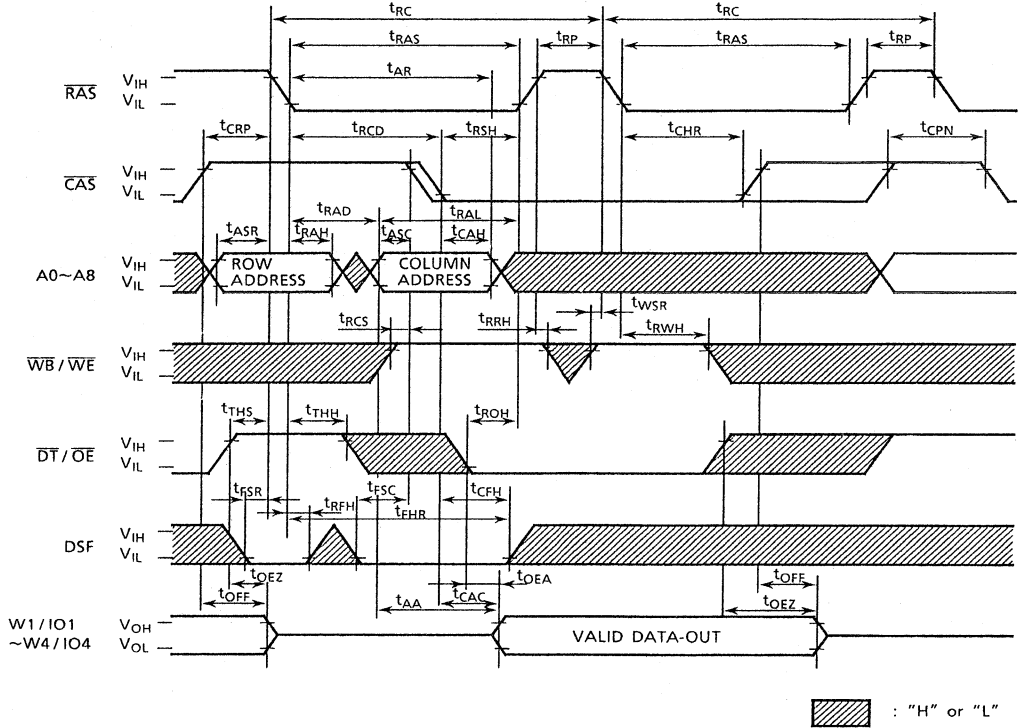 tRC tRC
tRAS tRP tRAS tRP
tAR
RAS VIH
VIL
tCRP tRCD tRSH tCHR tCPN
CAS VIH
VIL
tRAD tRAL
tASR tRAH tASC tCAH
A0~A8 VIH
VIL
ROW ADDRESS
COLUMN ADDRESS
tRCS tRRH tWSR tRWH
WB / WE VIH
VIL
tTHS tTHH tROH
DT / OE VIH
VIL
tFSR tRFH tFSC tCFH
tFHR
DSF VIH
VIL
tOEZ tOEA tOFF
tOFF tAA tCAC tOEZ
W1 / IO1
~W4 / IO4
VOH
VOL
VALID DATA-OUT
: "H" or "L"